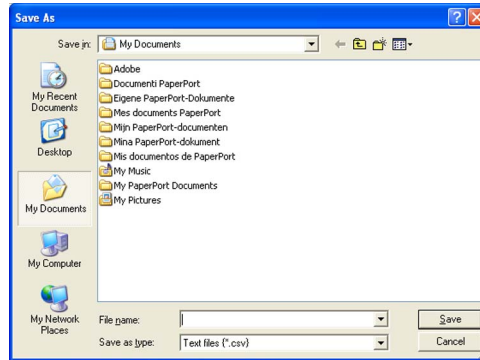 Save As
Save in:
My Documents
My Recent
Documents
Desktop
My Documents
My Computer
My Network
Places
Adobe
Documenti PaperPort
Eigene PaperPort-Dokumente
Mes documents PaperPort
Mijn PaperPort-documenten
Mina PaperPort-dokument
Mis documentos de PaperPort
My Music
My PaperPort Documents
My Pictures
File name:
Save
Save as type:
Text files {*.csv}
Cancel